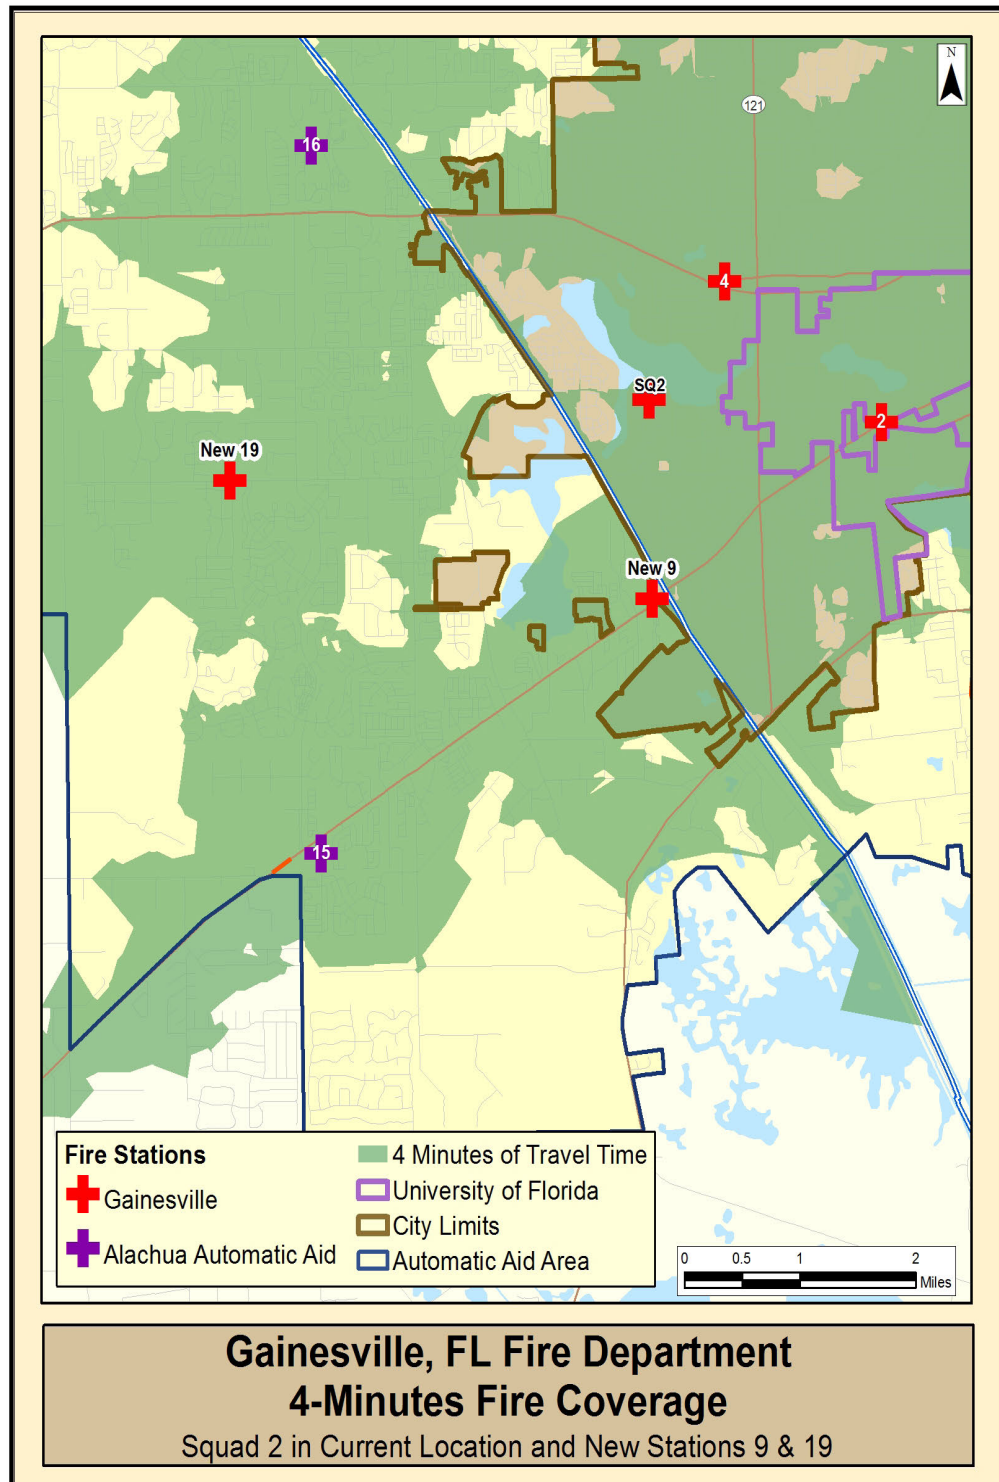 N
121
16
4
SQ2
2
New 19
New 9
15
Fire Stations
Gainesville
Alachua Automatic Aid
4 Minutes of Travel Time
University of Florida
City Limits
Automatic Aid Area
0 0.5 1 2
Miles
Gainesville, FL Fire Department
4-Minutes Fire Coverage
Squad 2 in Current Location and New Stations 9 & 19